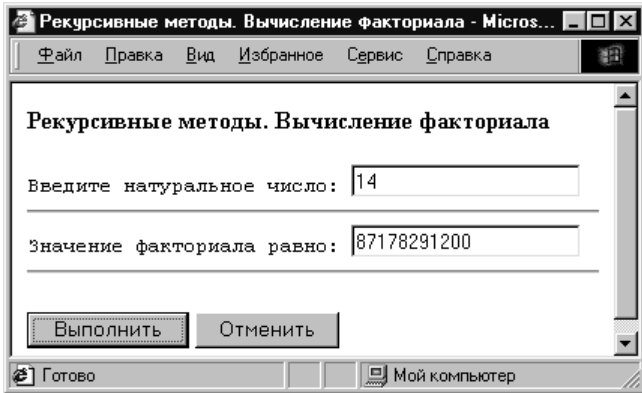 Рекурсивные методы. Вычисление факториала - Micros...
Файл Правка Вид Избранное Сервис Справка
Рекурсивные методы. Вычисление факториала
Введите натуральное число: 14
Значение факториала равно: 87178291200
Выполнить Отменить
Готово Мой компьютер